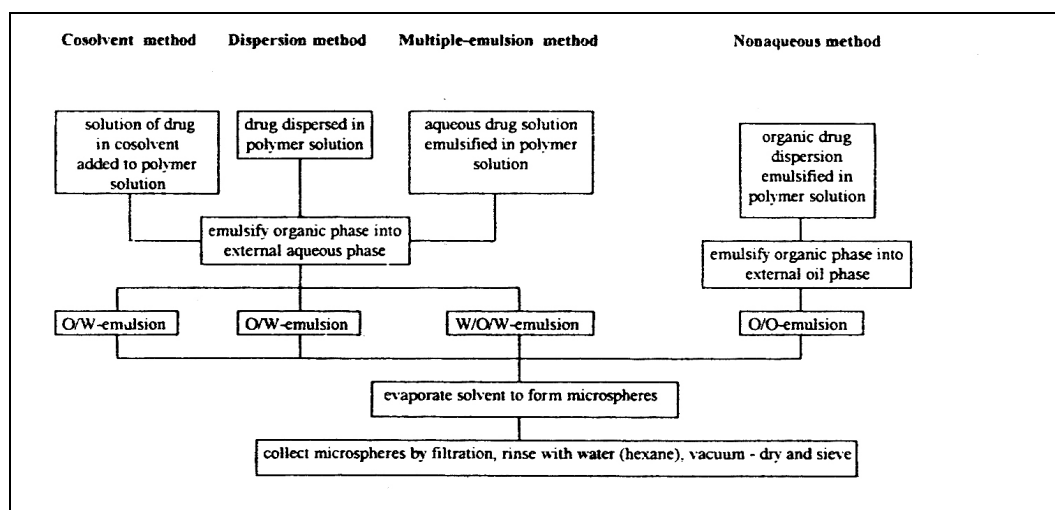 Cosolvent method
Dispersion method
Multiple-emulsion method
Nonaqueous method
solution of drug
in cosolvent
added to polymer
solution
drug dispersed in
polymer solution
aqueous drug solution
emulsified in polymer
solution
organic drug
dispersion
emulsified in
polymer solution
emulsify organic phase into
external aqueous phase
emulsify organic phase into
external oil phase
O/W-emulsion
O/W-emulsion
W/O/W-emulsion
O/O-emulsion
evaporate solvent to form microspheres
collect microspheres by filtration, rinse with water (hexane), vacuum - dry and sieve